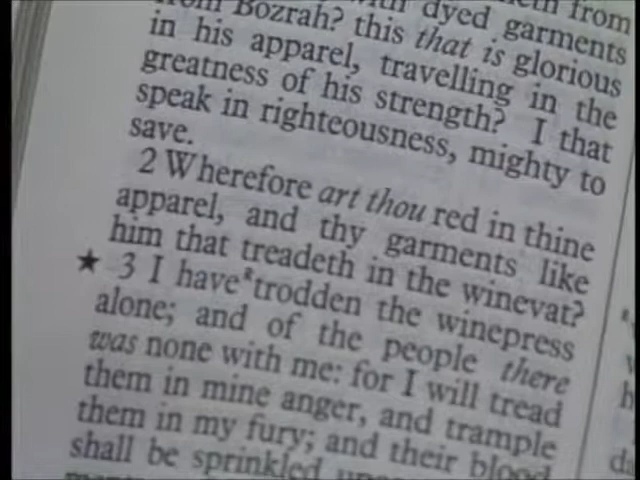 from Bozrah? this that is glorious
with dyed garments
in his apparel, travelling in the
greatness of his strength? I that
speak in righteousness, mighty to
save.
2 Wherefore art thou red in thine
apparel, and thy garments like
him that treadeth in the winevat?
★ 3 I have trodden the winepress
alone; and of the people there
was none with me: for I will tread
them in mine anger, and trample
them in my fury; and their blood
shall be sprinkled